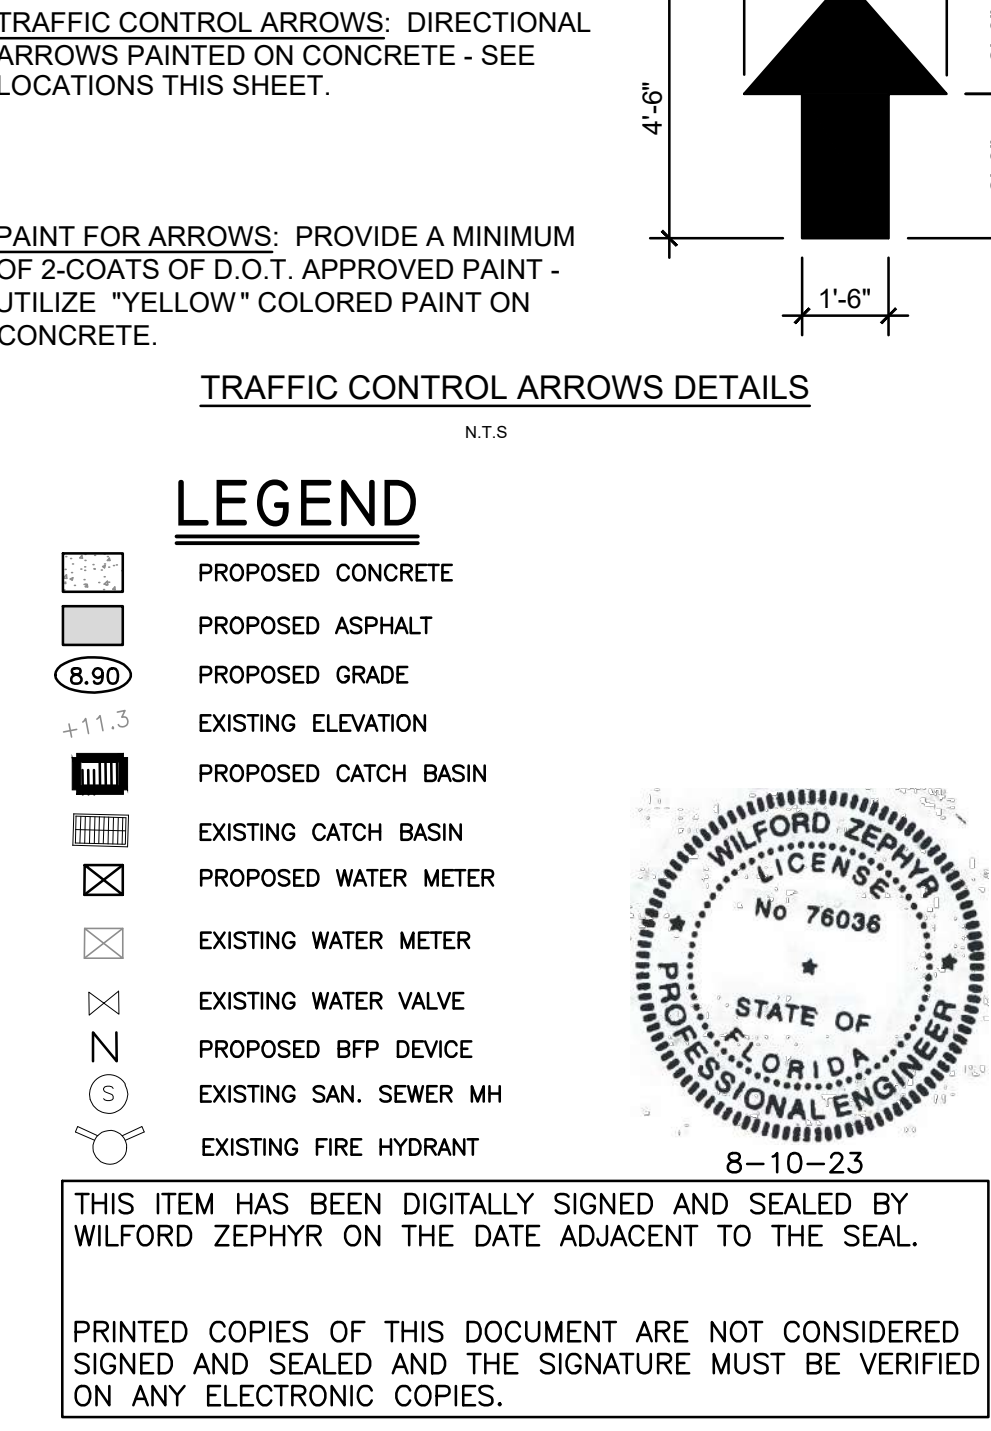 TRAFFIC CONTROL ARROWS: DIRECTIONAL
ARROWS PAINTED ON CONCRETE - SEE
LOCATIONS THIS SHEET.
4'-6"
PAINT FOR ARROWS: PROVIDE A MINIMUM
OF 2-COATS OF D.O.T. APPROVED PAINT -
UTILIZE "YELLOW" COLORED PAINT ON
CONCRETE.
1'-6"
TRAFFIC CONTROL ARROWS DETAILS
N.T.S
LEGEND
PROPOSED CONCRETE
PROPOSED ASPHALT
8.90 PROPOSED GRADE
+11.3 EXISTING ELEVATION
PROPOSED CATCH BASIN
EXISTING CATCH BASIN
PROPOSED WATER METER
EXISTING WATER METER
EXISTING WATER VALVE
N PROPOSED BFP DEVICE
S EXISTING SAN. SEWER MH
EXISTING FIRE HYDRANT
WILFORD ZEPHYR
LICENSE
No 76036
STATE OF
FLORIDA
PROFESSIONAL ENGINEER
8-10-23
THIS ITEM HAS BEEN DIGITALLY SIGNED AND SEALED BY
WILFORD ZEPHYR ON THE DATE ADJACENT TO THE SEAL.
PRINTED COPIES OF THIS DOCUMENT ARE NOT CONSIDERED
SIGNED AND SEALED AND THE SIGNATURE MUST BE VERIFIED
ON ANY ELECTRONIC COPIES.